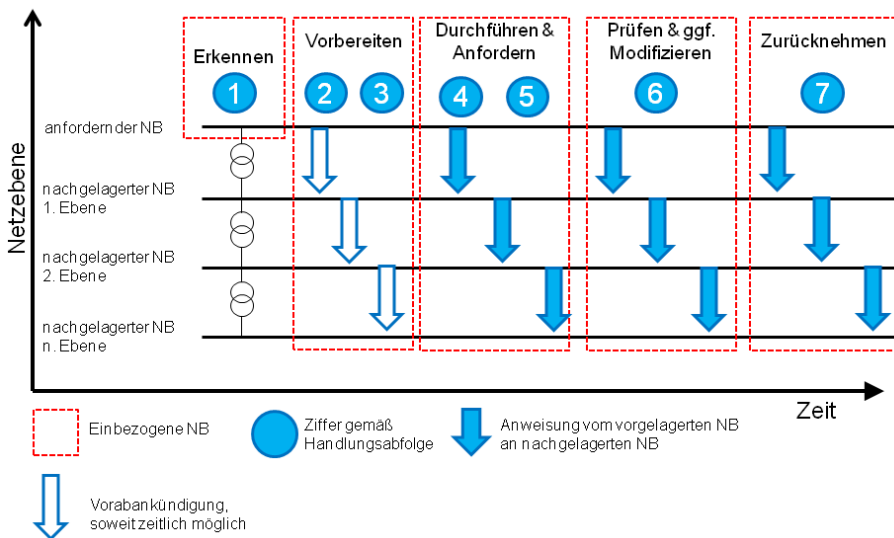 Netzebene
Erkennen
1
Vorbereiten
2 3
Durchführen &
Anfordern
4 5
Prüfen & ggf.
Modifizieren
6
Zurücknehmen
7
anfordern der NB
nachgelagerter NB
1. Ebene
nachgelagerter NB
2. Ebene
nachgelagerter NB
n. Ebene
Zeit
Einbezogene NB
Ziffer gemäß
Handlungsabfolge
Anweisung vom vorgelagerten NB
an nachgelagerten NB
Vorabankündigung,
soweit zeitlich möglich